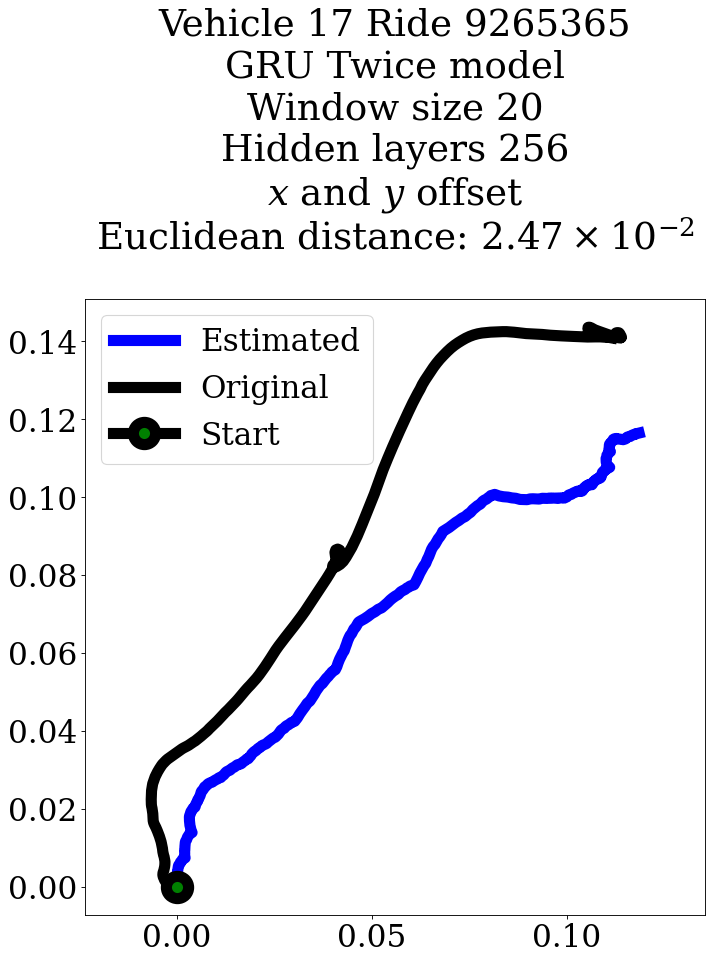 Vehicle 17 Ride 9265365
GRU Twice model
Window size 20
Hidden layers 256
x and y offset
Euclidean distance: 2.47 × 10⁻²
Estimated
Original
Start
0.14
0.12
0.10
0.08
0.06
0.04
0.02
0.00
0.00 0.05 0.10